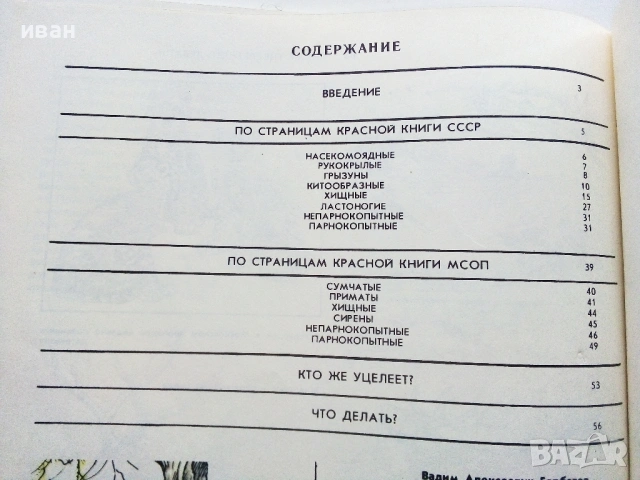 иван
СОДЕРЖАНИЕ
ВВЕДЕНИЕ 3
ПО СТРАНИЦАМ КРАСНОЙ КНИГИ СССР 5
НАСЕКОМОЯДНЫЕ 6
РУКОКРЫЛЫЕ 7
ГРЫЗУНЫ 8
КИТООБРАЗНЫЕ 10
ХИЩНЫЕ 15
ЛАСТОНОГИЕ 27
НЕПАРНОКОПЫТНЫЕ 31
ПАРНОКОПЫТНЫЕ 31
ПО СТРАНИЦАМ КРАСНОЙ КНИГИ МСОП 39
СУМЧАТЫЕ 40
ПРИМАТЫ 41
ХИЩНЫЕ 44
СИРЕНЫ 45
НЕПАРНОКОПЫТНЫЕ 46
ПАРНОКОПЫТНЫЕ 49
КТО ЖЕ УЦЕЛЕЕТ? 53
ЧТО ДЕЛАТЬ? 56
Вадим
BAZAR